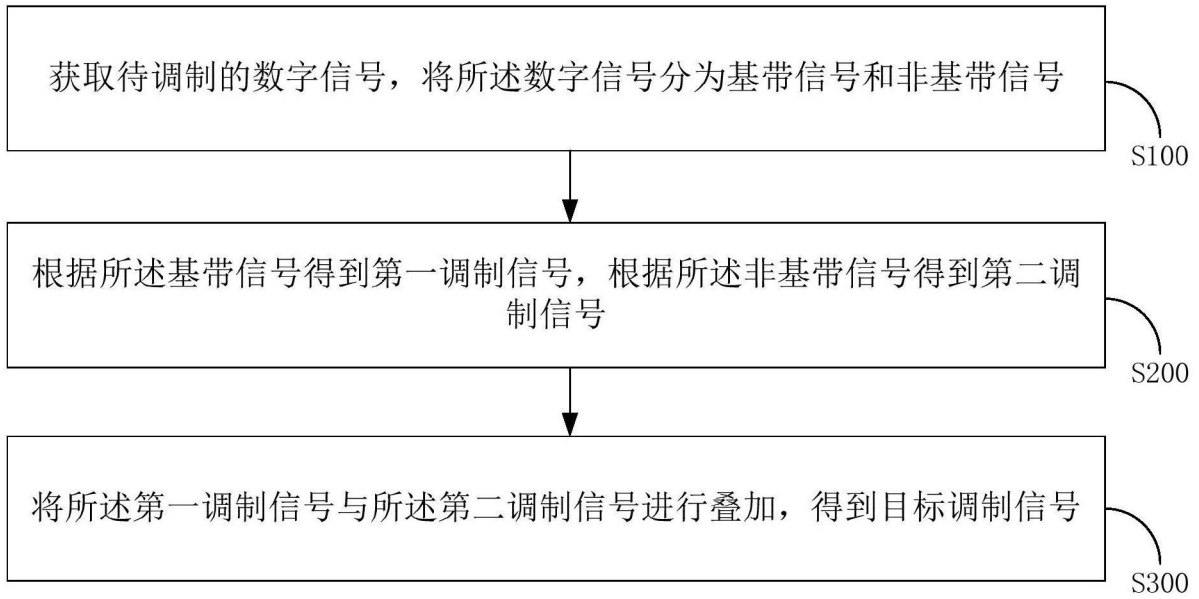 获取待调制的数字信号，将所述数字信号分为基带信号和非基带信号
S100
根据所述基带信号得到第一调制信号，根据所述非基带信号得到第二调
制信号
S200
将所述第一调制信号与所述第二调制信号进行叠加，得到目标调制信号
S300